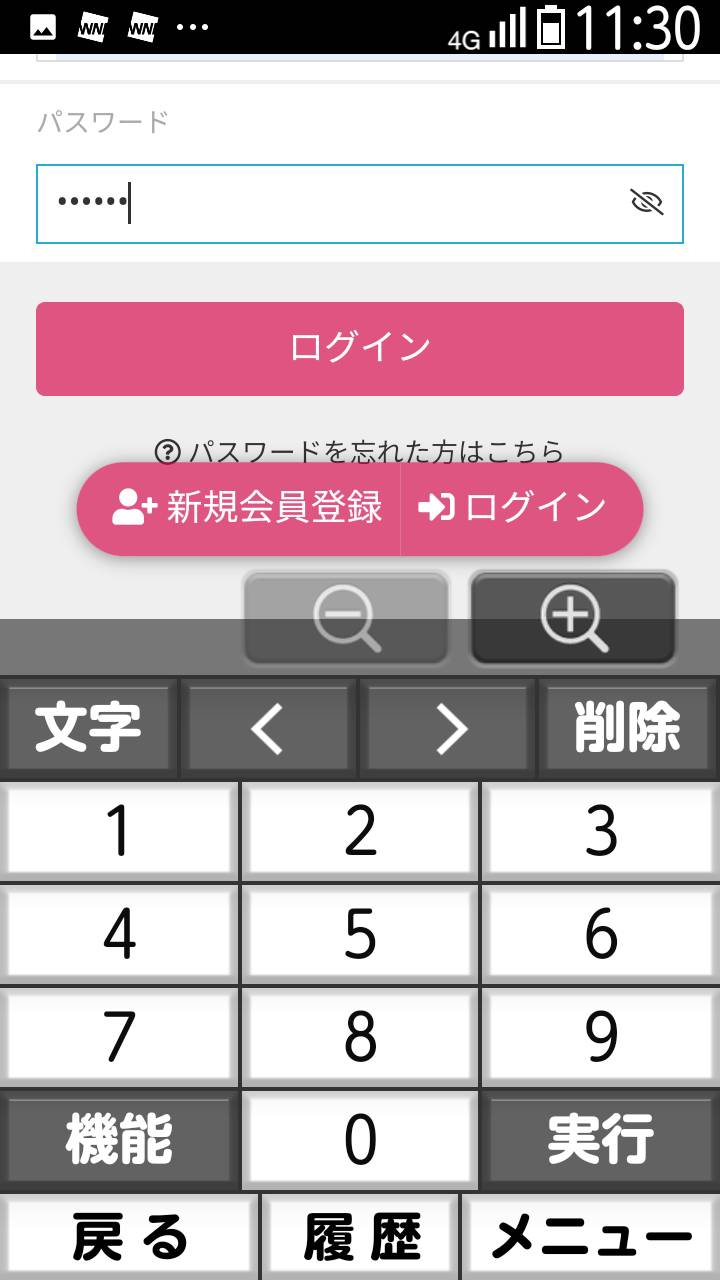 WNI WNI 4G 11:30
パスワード
••••••
ログイン
パスワードを忘れた方はこちら
新規会員登録 ログイン
文字 < > 削除
1 2 3
4 5 6
7 8 9
機能 0 実行
戻る 履歴 メニュー